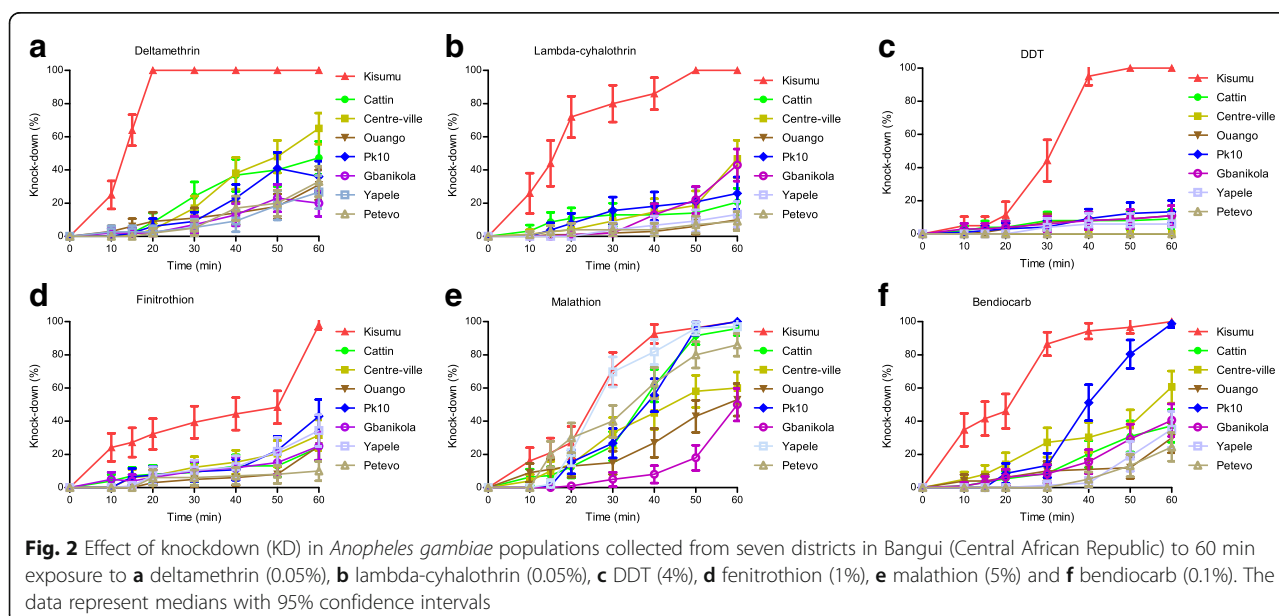 a
Deltamethrin
Knock-down (%)
100
80
60
40
20
0
0 10 20 30 40 50 60
Time (min)
Kisumu
Cattin
Centre-ville
Ouango
Pk10
Gbanikola
Yapele
Petevo
b
Lambda-cyhalothrin
Knock-down (%)
100
80
60
40
20
0
0 10 20 30 40 50 60
Time (min)
Kisumu
Cattin
Centre-ville
Ouango
Pk10
Gbanikola
Yapele
Petevo
c
DDT
Knock-down (%)
100
80
60
40
20
0
0 10 20 30 40 50 60
Time (min)
Kisumu
Cattin
Centre-ville
Ouango
Pk10
Gbanikola
Yapele
Petevo
d
Finitrothion
Knock-down (%)
100
80
60
40
20
0
0 10 20 30 40 50 60
Time (min)
Kisumu
Cattin
Centre-ville
Ouango
Pk10
Gbanikola
Yapele
Petevo
e
Malathion
Knock-down (%)
100
80
60
40
20
0
0 10 20 30 40 50 60
Time (min)
Kisumu
Cattin
Centre-ville
Ouango
Pk10
Gbanikola
Yapele
Petevo
f
Bendiocarb
Knock-down (%)
100
80
60
40
20
0
0 10 20 30 40 50 60
Time (min)
Kisumu
Cattin
Centre-ville
Ouango
Pk10
Gbanikola
Yapele
Petevo
Fig. 2 Effect of knockdown (KD) in Anopheles gambiae populations collected from seven districts in Bangui (Central African Republic) to 60 min
exposure to a deltamethrin (0.05%), b lambda-cyhalothrin (0.05%), c DDT (4%), d fenitrothion (1%), e malathion (5%) and f bendiocarb (0.1%). The
data represent medians with 95% confidence intervals